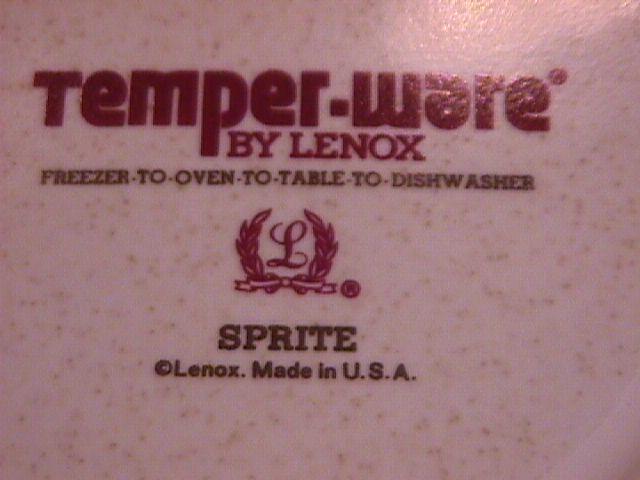 Temper-ware®
BY LENOX
FREEZER-TO-OVEN-TO-TABLE-TO-DISHWASHER
L
®
SPRITE
©Lenox. Made in U.S.A.